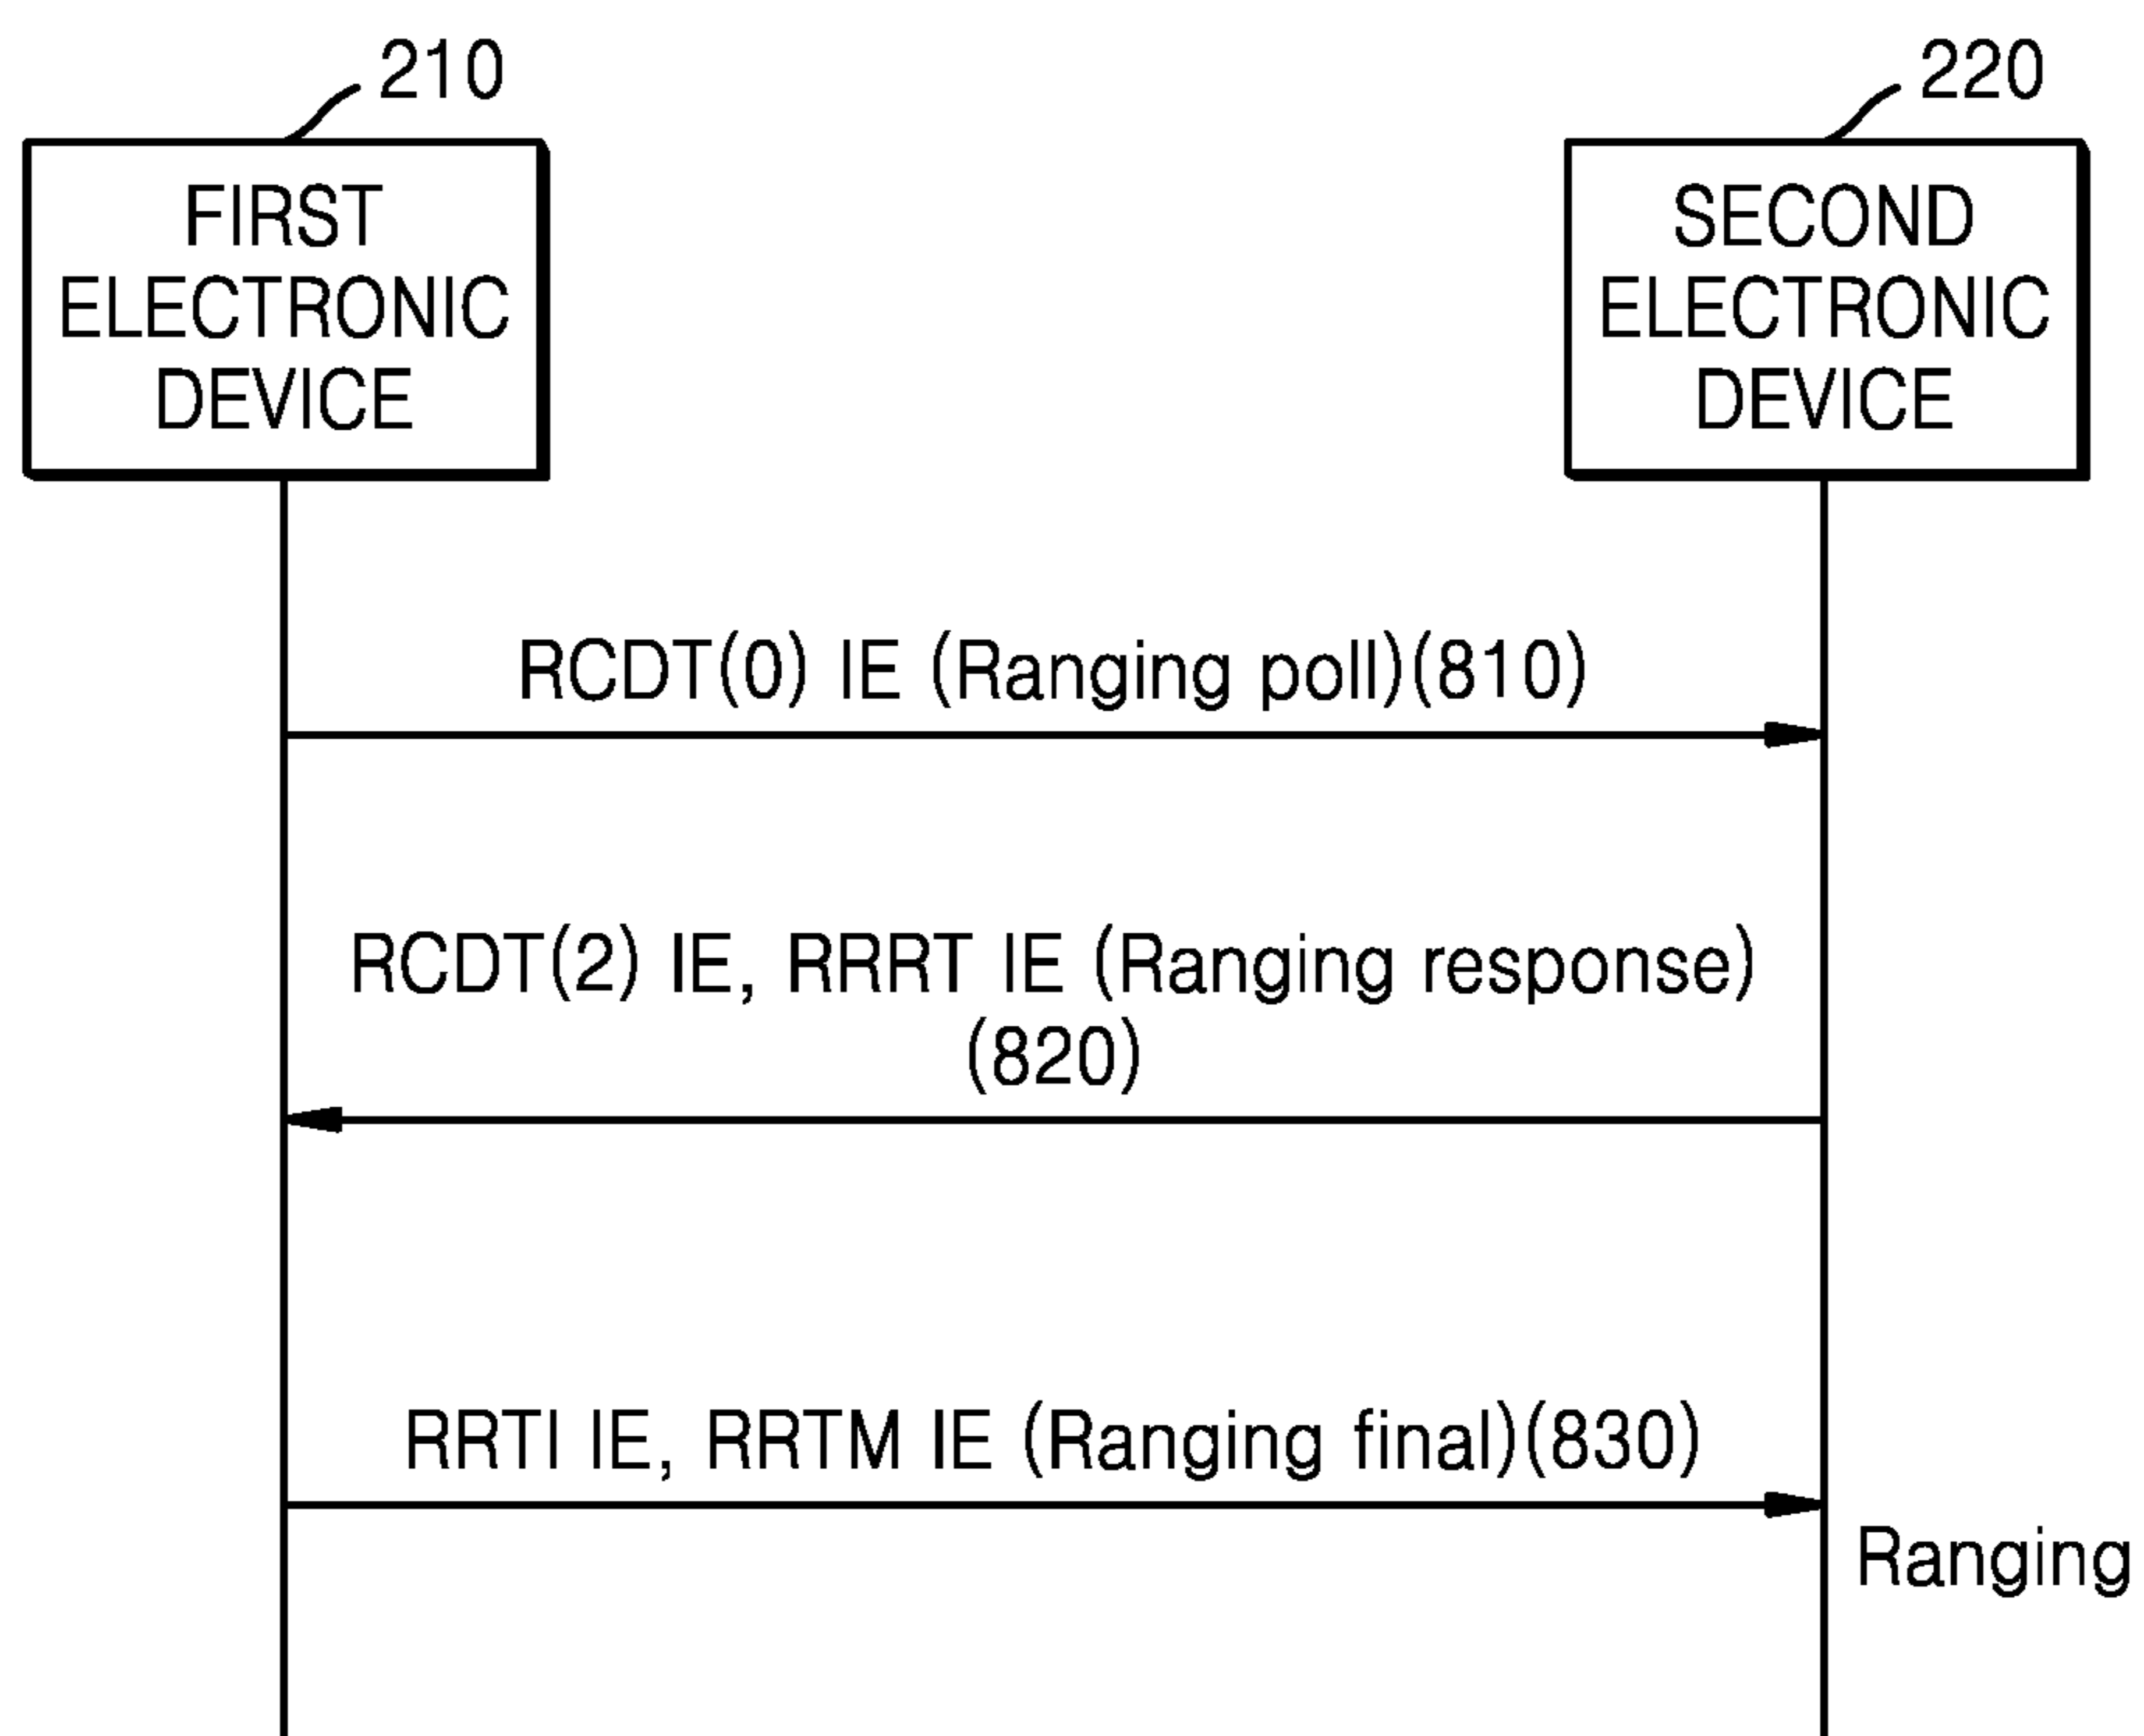 210
220
FIRST
ELECTRONIC
DEVICE
SECOND
ELECTRONIC
DEVICE
RCDT(0) IE (Ranging poll)(810)
RCDT(2) IE, RRRT IE (Ranging response)
(820)
RRTI IE, RRTM IE (Ranging final)(830)
Ranging